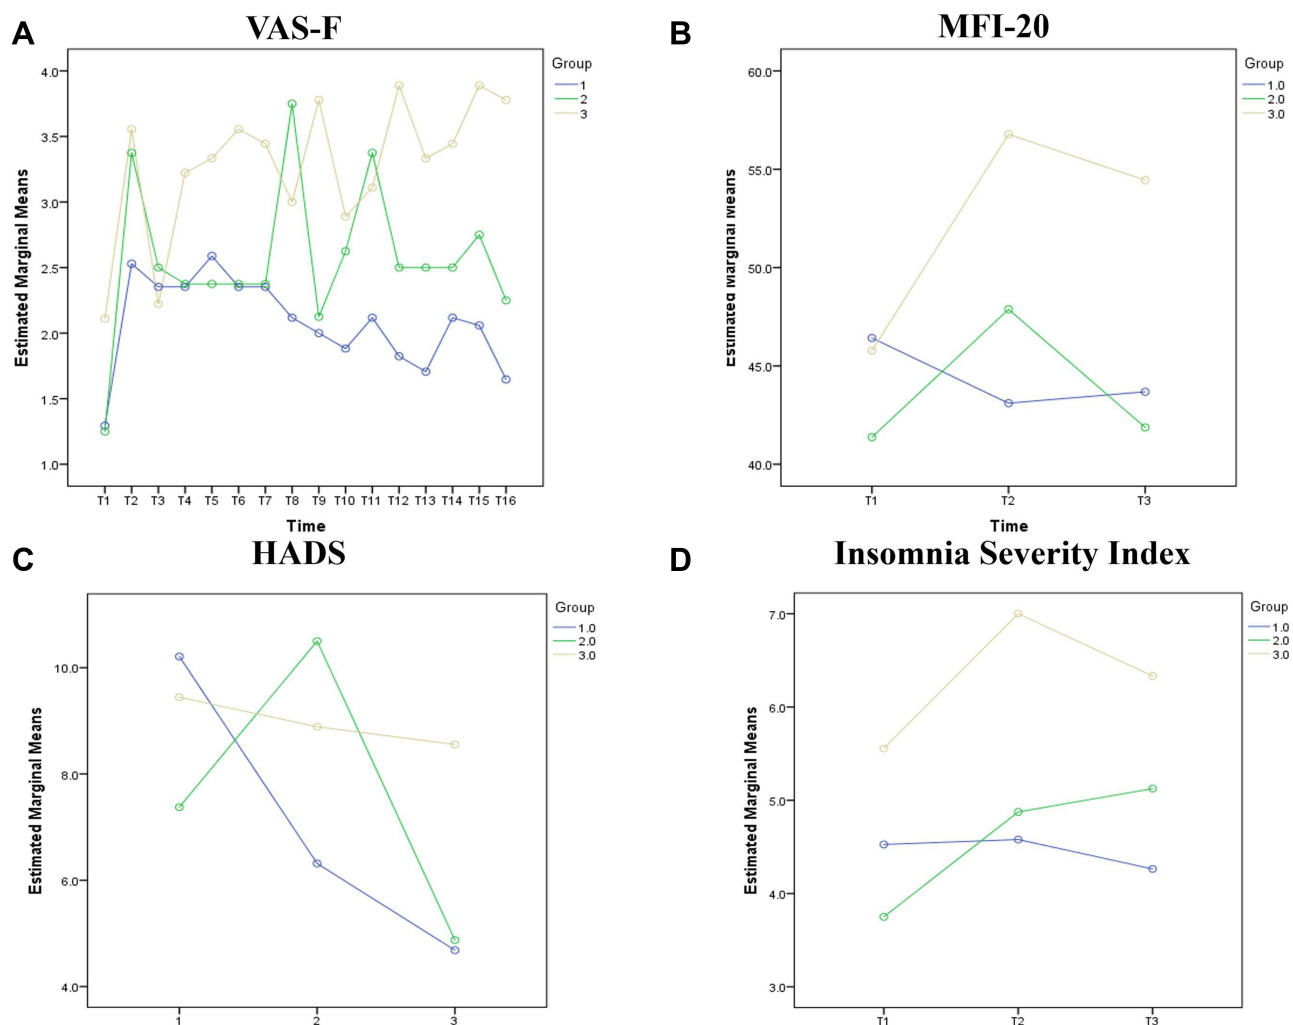 A
VAS-F
Estimated Marginal Means
4.0
3.5
3.0
2.5
2.0
1.5
1.0
T1 T2 T3 T4 T5 T6 T7 T8 T9 T10 T11 T12 T13 T14 T15 T16
Time
Group
1
2
3
B
MFI-20
Estimated Marginal Means
60.0
55.0
50.0
45.0
40.0
T1 T2 T3
Time
Group
1.0
2.0
3.0
C
HADS
Estimated Marginal Means
10.0
8.0
6.0
4.0
1 2 3
Group
1.0
2.0
3.0
D
Insomnia Severity Index
Estimated Marginal Means
7.0
6.0
5.0
4.0
3.0
T1 T2 T3
Group
1.0
2.0
3.0